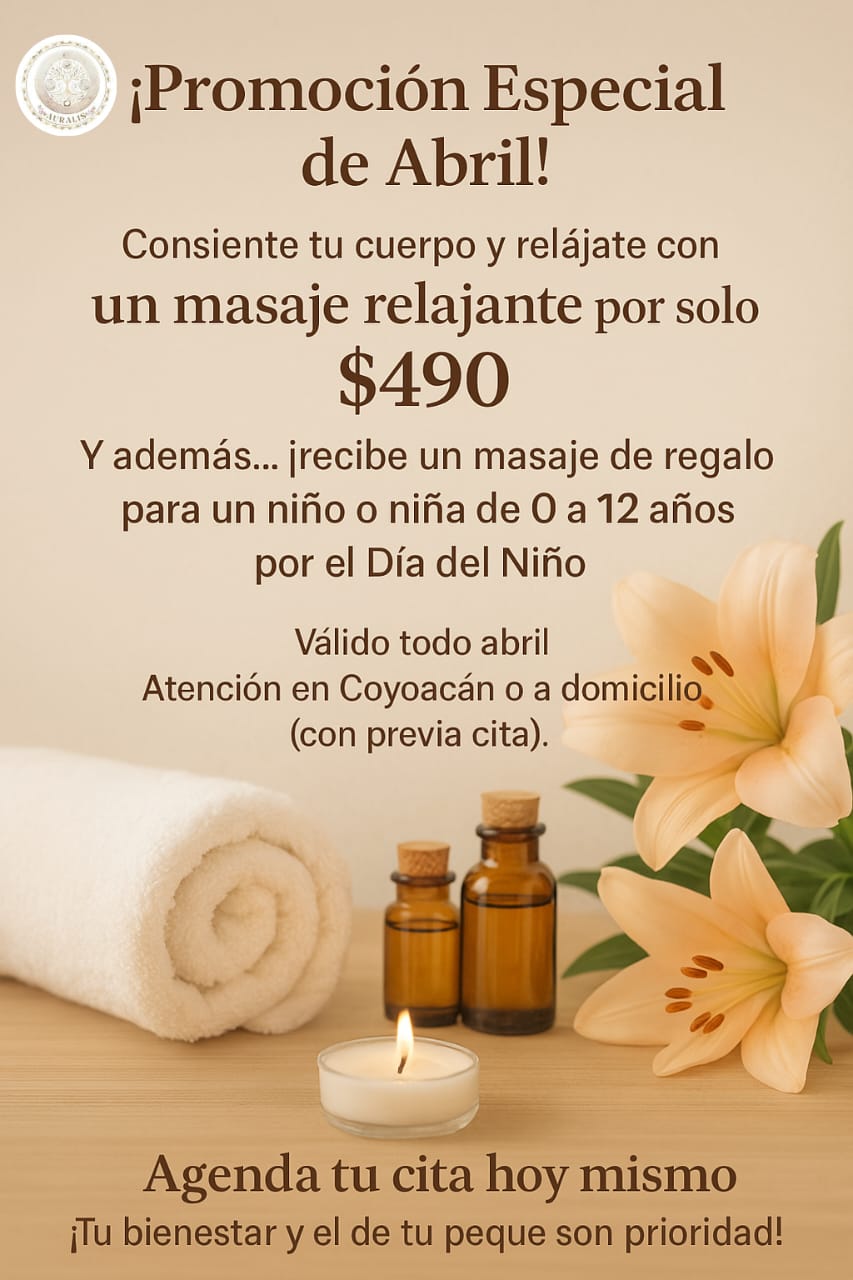 AURALIS
¡Promoción Especial
de Abril!
Consiente tu cuerpo y relájate con
un masaje relajante por solo
$490
Y además... ¡recibe un masaje de regalo
para un niño o niña de 0 a 12 años
por el Día del Niño
Válido todo abril
Atención en Coyoacán o a domicilio
(con previa cita).
Agenda tu cita hoy mismo
¡Tu bienestar y el de tu peque son prioridad!